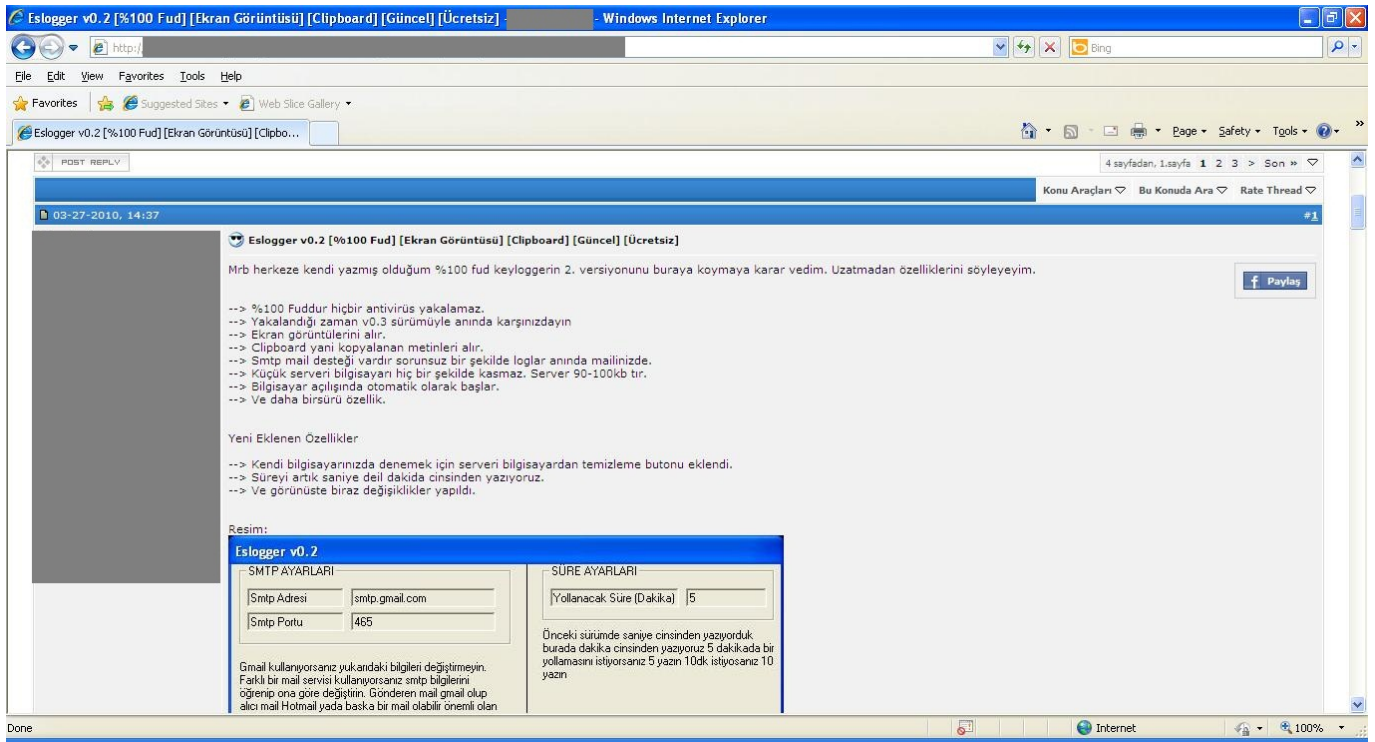 Eslogger v0.2 [%100 Fud] [Ekran Görüntüsü] [Clipboard] [Güncel] [Ücretsiz] - - Windows Internet Explorer
http:/
Bing
File Edit View Favorites Tools Help
Favorites Suggested Sites Web Slice Gallery
Eslogger v0.2 [%100 Fud] [Ekran Görüntüsü] [Clipbo...
Page Safety Tools
POST REPLY
4 sayfadan, 1.sayfa 1 2 3 > Son »
Konu Araçları Bu Konuda Ara Rate Thread
03-27-2010, 14:37
#1
Eslogger v0.2 [%100 Fud] [Ekran Görüntüsü] [Clipboard] [Güncel] [Ücretsiz]
Mrb herkeze kendi yazmış olduğum %100 fud keyloggerin 2. versiyonunu buraya koymaya karar vedim. Uzatmadan özelliklerini söyleyeyim.
Paylaş
--> %100 Fuddur hiçbir antivirüs yakalamaz.
--> Yakalandığı zaman v0.3 sürümüyle anında karşınızdayın
--> Ekran görüntülerini alır.
--> Clipboard yani kopyalanan metinleri alır.
--> Smtp mail desteği vardır sorunsuz bir şekilde loglar anında mailinizde.
--> Küçük serveri bilgisayarı hiç bir şekilde kasmaz. Server 90-100kb tır.
--> Bilgisayar açılışında otomatik olarak başlar.
--> Ve daha birsürü özellik.
Yeni Eklenen Özellikler
--> Kendi bilgisayarınızda denemek için serveri bilgisayardan temizleme butonu eklendi.
--> Süreyi artık saniye deil dakida cinsinden yazıyoruz.
--> Ve görünüste biraz değişiklikler yapıldı.
Resim:
Eslogger v0.2
SMTP AYARLARI
Smtp Adresi smtp.gmail.com
Smtp Portu 465
Gmail kullanıyorsanız yukarıdaki bilgileri değiştirmeyin.
Farklı bir mail servisi kullanıyorsanız smtp bilgilerini
öğrenip ona göre değiştirin. Gönderen mail gmail olup
alıcı mail Hotmail yada baska bir mail olabilir önemli olan
SÜRE AYARLARI
Yollanacak Süre (Dakika) 5
Önceki sürümde saniye cinsinden yazıyorduk
burada dakika cinsinden yazıyoruz 5 dakikada bir
yollamasını istiyorsanız 5 yazın 10dk istiyosanız 10
yazın
Done
Internet
100%